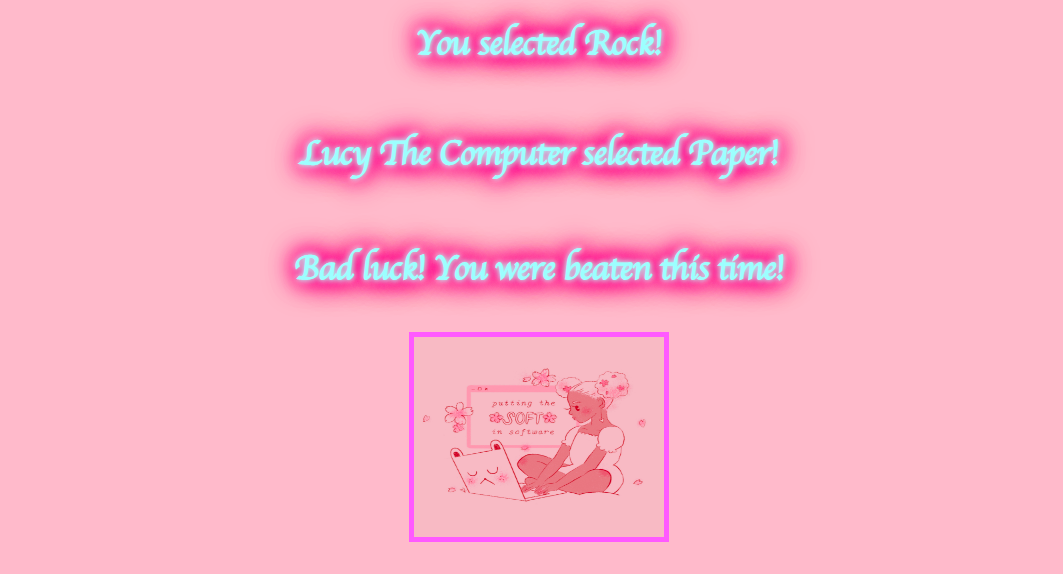 You selected Rock!
Lucy The Computer selected Paper!
Bad luck! You were beaten this time!
putting the
SOFT
in software